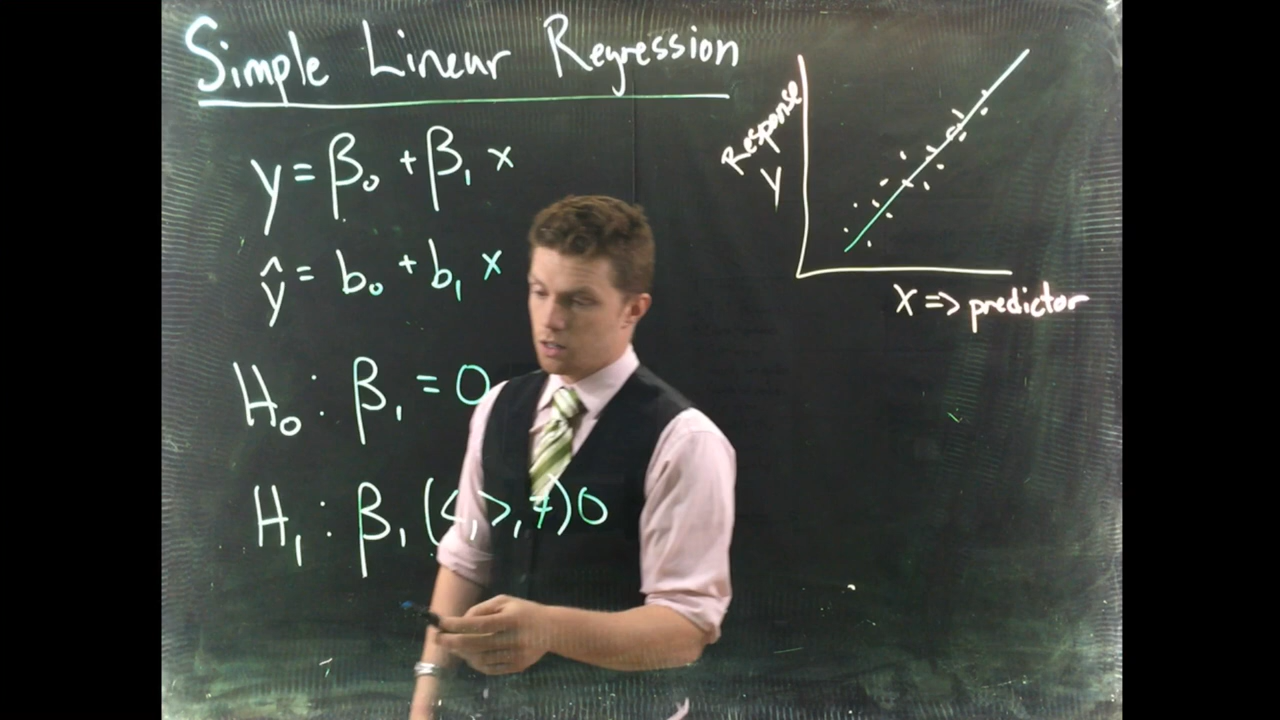 Simple Linear Regression
y = β₀ + β₁ x
ŷ = b₀ + b₁ x
H₀ : β₁ = 0
H₁ : β₁ (<, >, ≠) 0
Response
Y
X => predictor